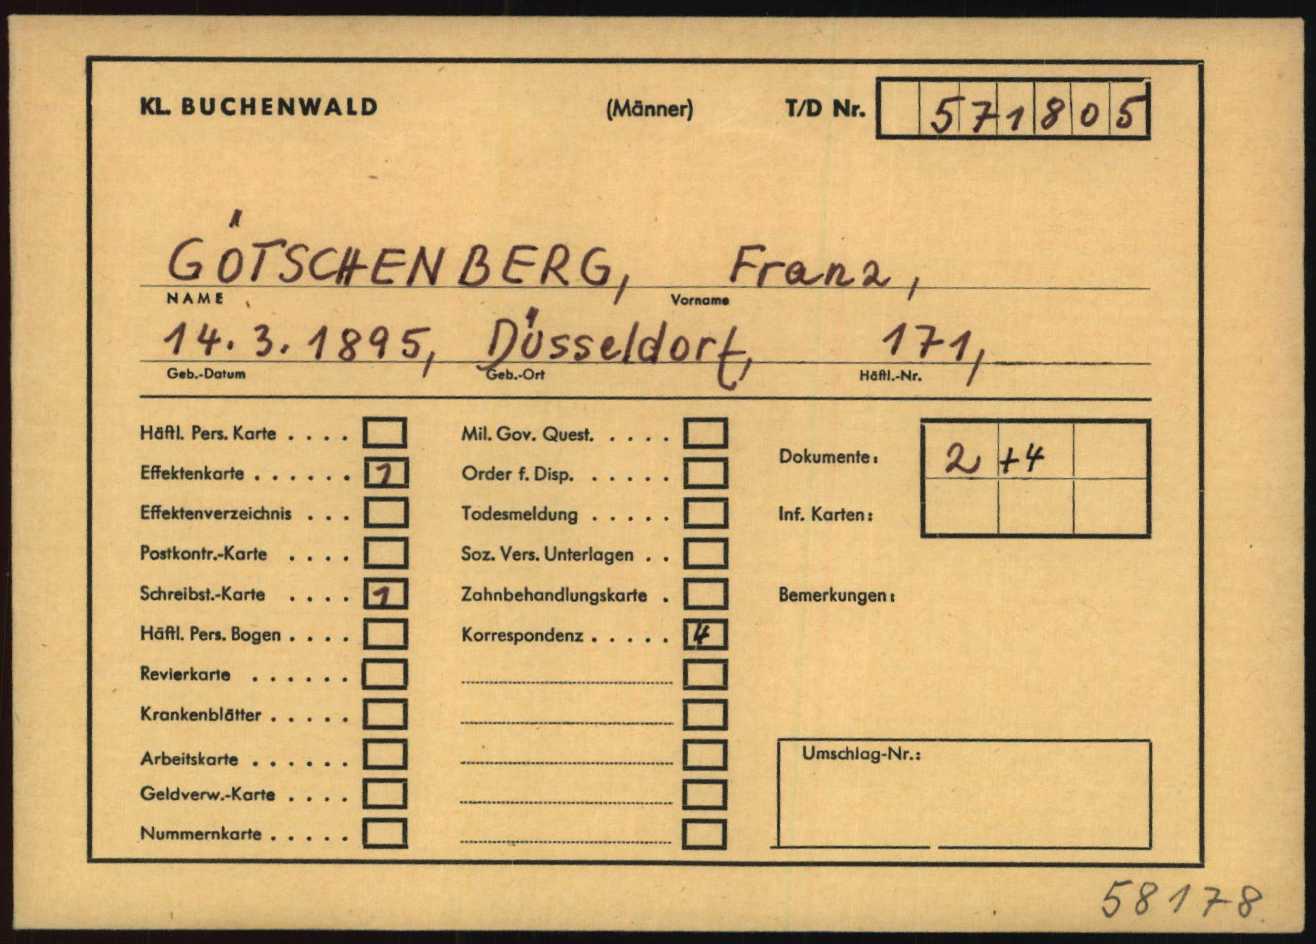 KL. BUCHENWALD (Männer) T/D Nr. 571805
GÖTSCHENBERG, Franz,
NAME Vorname
14.3.1895, Düsseldorf, 171,
Geb.-Datum Geb.-Ort Häftl.-Nr.
Häftl. Pers. Karte . . . . Mil. Gov. Quest. . . . . Dokumente: 2 +4
Effektenkarte . . . . . . 1 Order f. Disp. . . . . .
Effektenverzeichnis . . . Todesmeldung . . . . . Inf. Karten:
Postkontr.-Karte . . . . Soz. Vers. Unterlagen . .
Schreibst.-Karte . . . . 1 Zahnbehandlungskarte . Bemerkungen:
Häftl. Pers. Bogen . . . . Korrespondenz . . . . . 4
Revierkarte . . . . . .
Krankenblätter . . . . .
Arbeitskarte . . . . . . Umschlag-Nr.:
Geldverw.-Karte . . . .
Nummernkarte . . . . .
58178